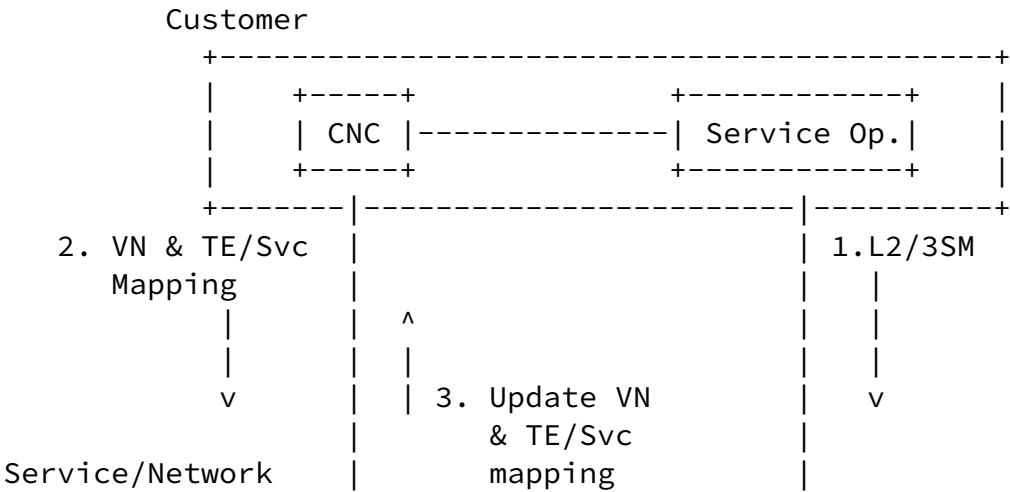 Customer
CNC Service Op.
2. VN & TE/Svc 1.L2/3SM
Mapping
3. Update VN
& TE/Svc
Service/Network mapping